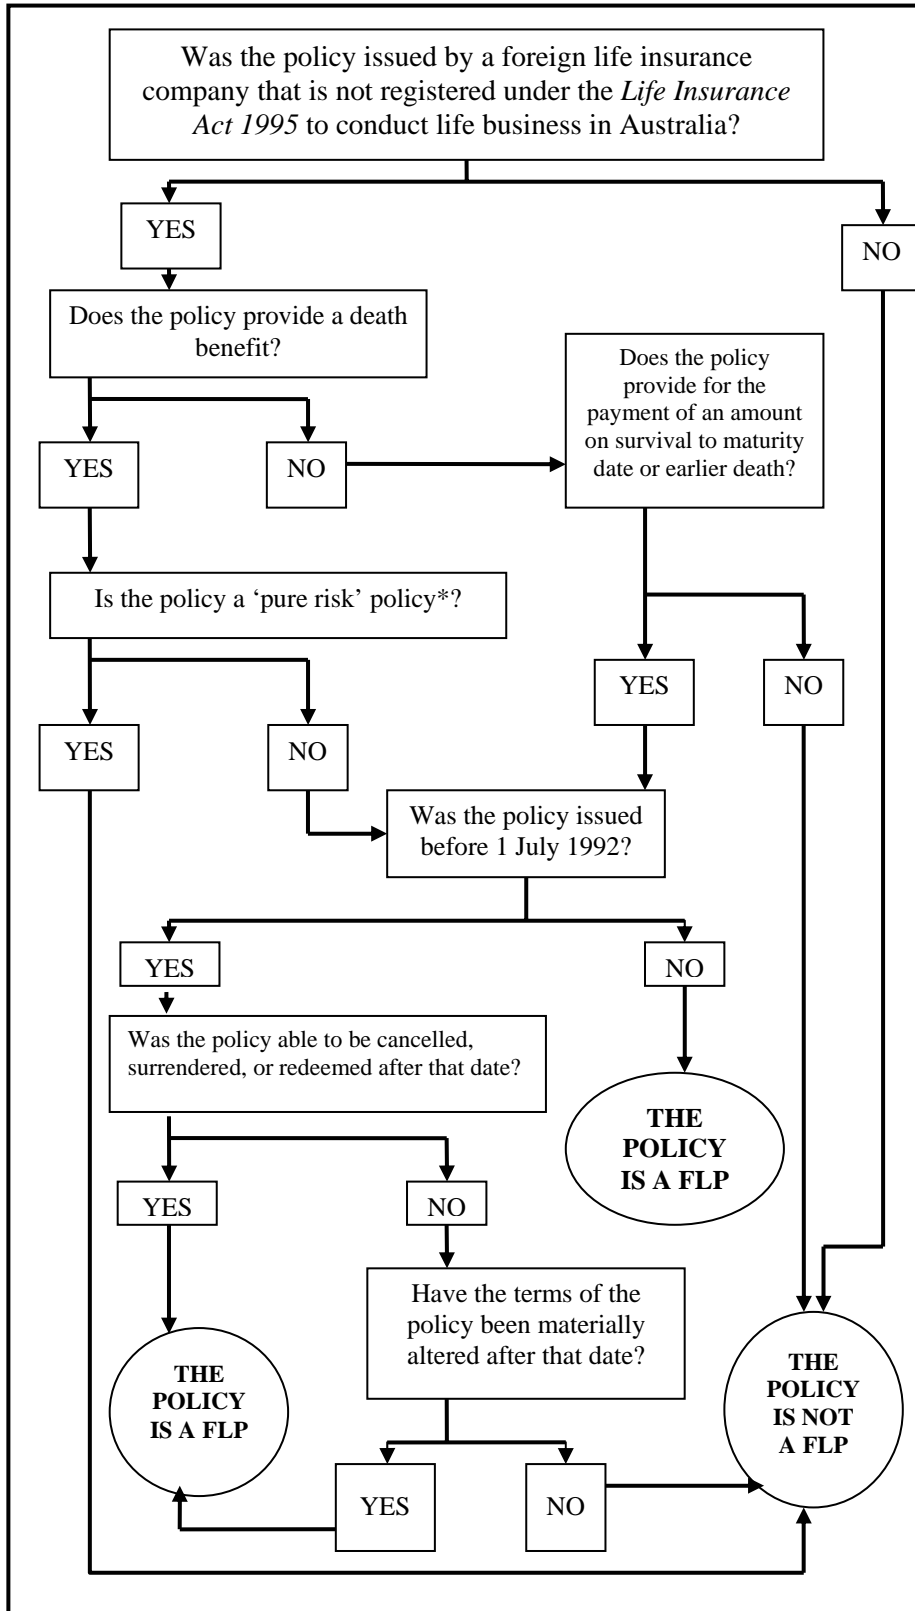 Was the policy issued by a foreign life insurance
company that is not registered under the Life Insurance
Act 1995 to conduct life business in Australia?
YES
NO
Does the policy provide a death
benefit?
Does the policy
provide for the
payment of an amount
on survival to maturity
date or earlier death?
YES
NO
Is the policy a ‘pure risk’ policy*?
YES
NO
YES
NO
Was the policy issued
before 1 July 1992?
YES
NO
Was the policy able to be cancelled,
surrendered, or redeemed after that date?
THE
POLICY
IS A FLP
YES
NO
Have the terms of the
policy been materially
altered after that date?
THE
POLICY
IS A FLP
THE
POLICY
IS NOT
A FLP
YES
NO